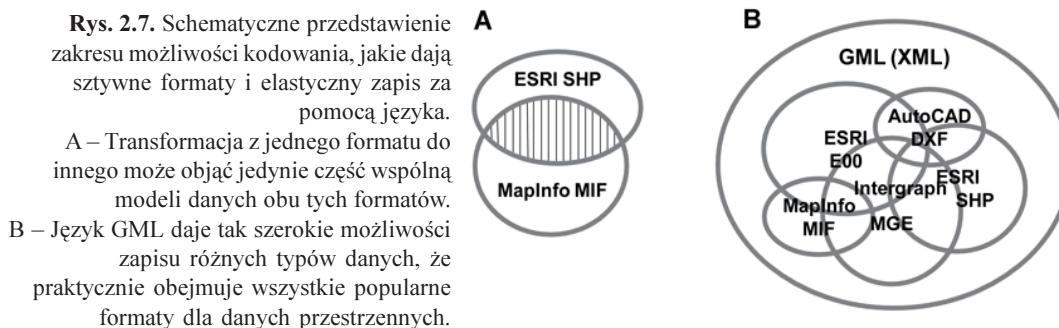 Rys. 2.7. Schematyczne przedstawienie
zakresu możliwości kodowania, jakie dają
sztywne formaty i elastyczny zapis za
pomocą języka.
A – Transformacja z jednego formatu do
innego może objąć jedynie część wspólną
modeli danych obu tych formatów.
B – Język GML daje tak szerokie możliwości
zapisu różnych typów danych, że
praktycznie obejmuje wszystkie popularne
formaty dla danych przestrzennych.
A
ESRI SHP
MapInfo MIF
B
GML (XML)
AutoCAD
DXF
ESRI
E00
ESRI
SHP
Intergraph
MGE
MapInfo
MIF